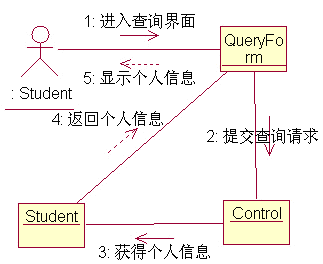 1: 进入查询界面
QueryFo
rm
5: 显示个人信息
: Student
4: 返回个人信息
2: 提交查询请求
Student
Control
3: 获得个人信息